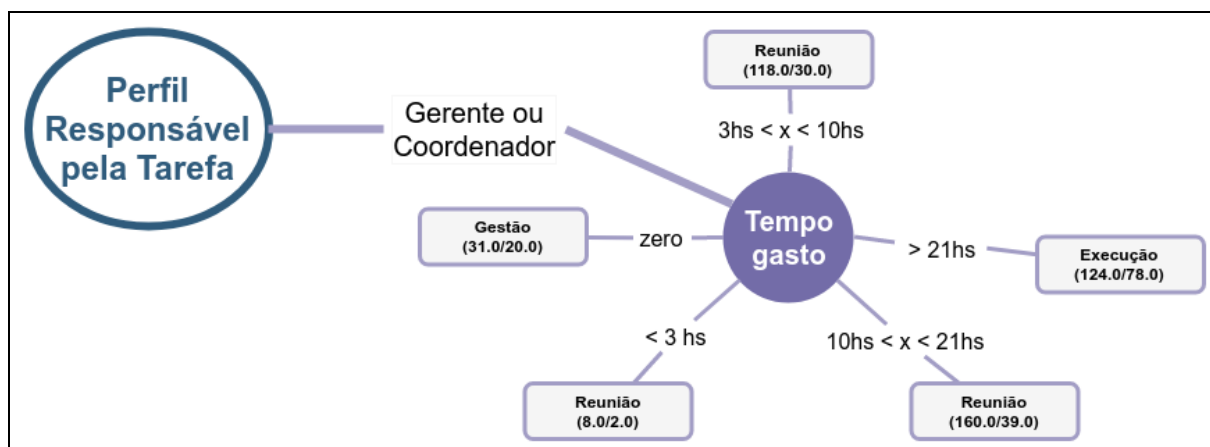 Perfil
Responsável
pela Tarefa
Gerente ou
Coordenador
Reunião
(118.0/30.0)
3hs < x < 10hs
Tempo
gasto
Gestão
(31.0/20.0)
zero
> 21hs
Execução
(124.0/78.0)
< 3 hs
10hs < x < 21hs
Reunião
(8.0/2.0)
Reunião
(160.0/39.0)